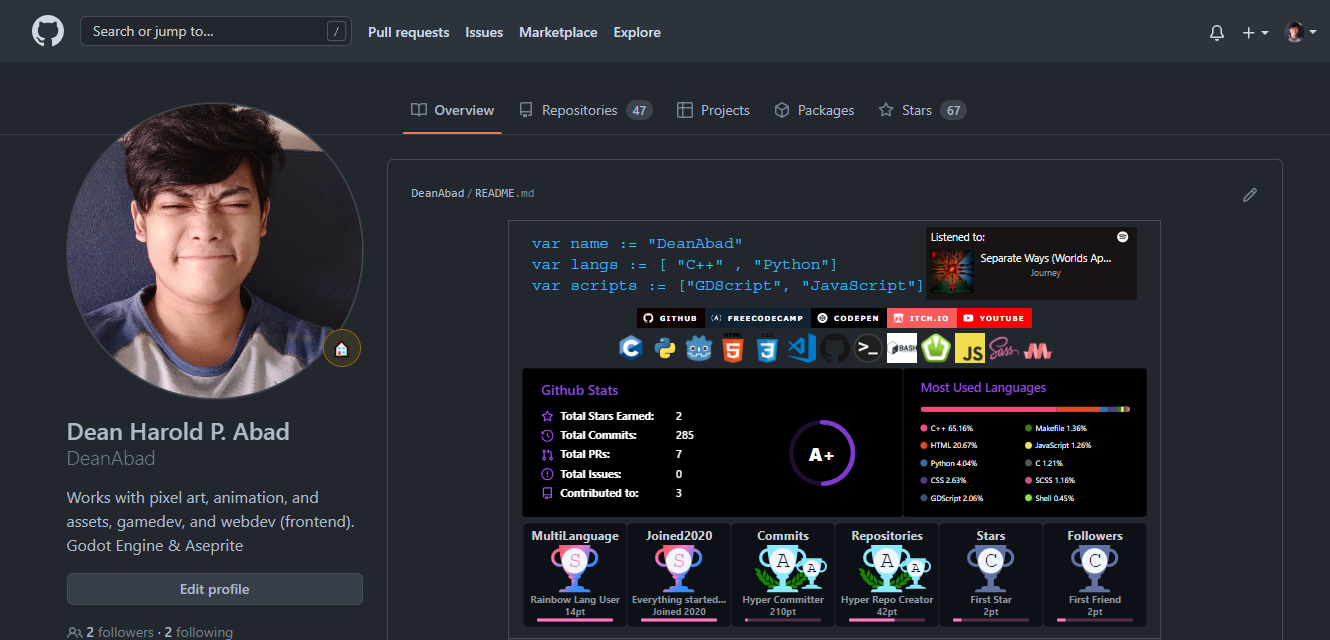 Search or jump to... /
Pull requests Issues Marketplace Explore
Overview Repositories 47 Projects Packages Stars 67
Dean Harold P. Abad
DeanAbad
Works with pixel art, animation, and
assets, gamedev, and webdev (frontend).
Godot Engine & Aseprite
Edit profile
2 followers · 2 following
DeanAbad / README.md
var name := "DeanAbad"
var langs := [ "C++" , "Python"]
var scripts := ["GDScript", "JavaScript"]
Listened to:
Separate Ways (Worlds Ap...
Journey
GITHUB FREECODECAMP CODEPEN ITCH.IO YOUTUBE
HTML
BASH JS Sass
Github Stats
Total Stars Earned: 2
Total Commits: 285
Total PRs: 7
Total Issues: 0
Contributed to: 3
A+
Most Used Languages
C++ 65.16% Makefile 1.36%
HTML 20.67% JavaScript 1.26%
Python 4.04% C 1.21%
CSS 2.63% SCSS 1.16%
GDScript 2.06% Shell 0.45%
MultiLanguage Joined2020 Commits Repositories Stars Followers
S S A A A A C C
Rainbow Lang User Everything started... Hyper Committer Hyper Repo Creator First Star First Friend
14pt Joined 2020 210pt 42pt 2pt 2pt